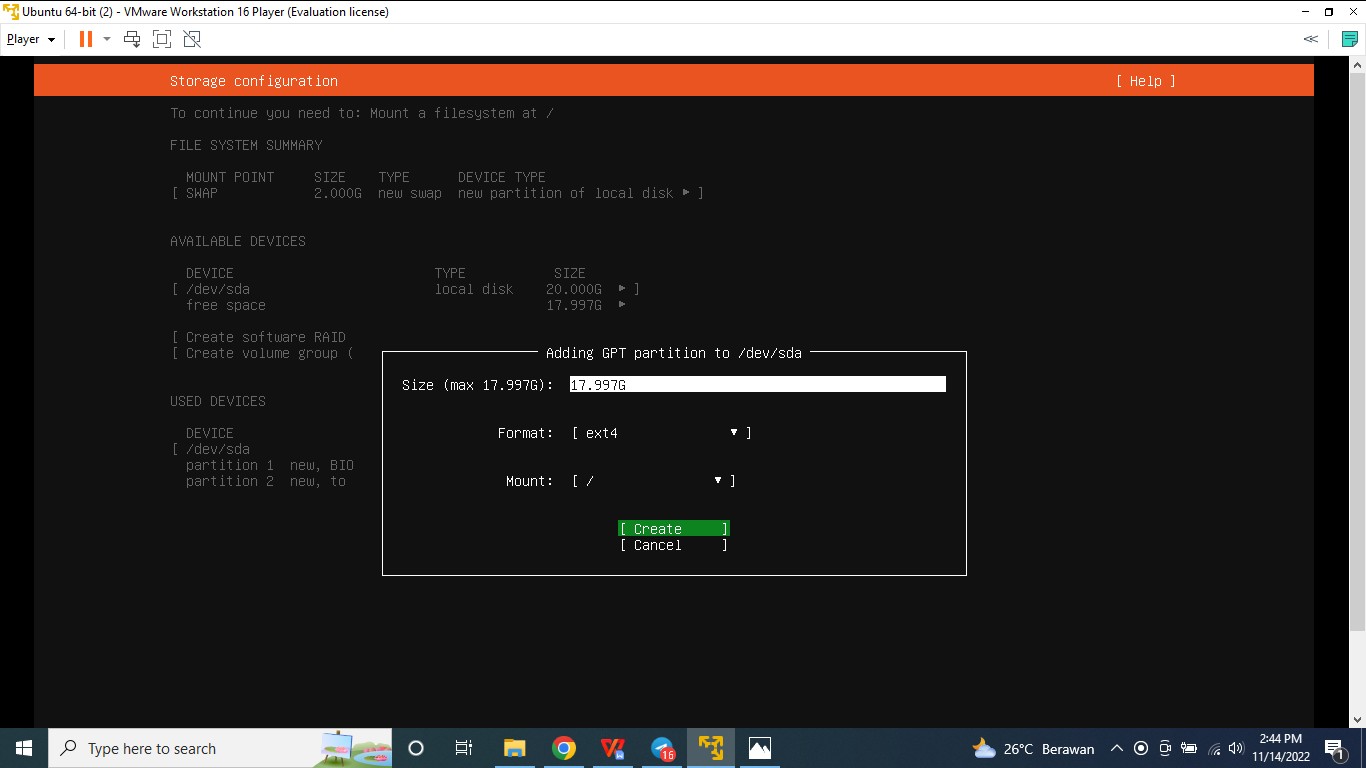 Ubuntu 64-bit (2) - VMware Workstation 16 Player (Evaluation license)
Player
Storage configuration [ Help ]
To continue you need to: Mount a filesystem at /
FILE SYSTEM SUMMARY
MOUNT POINT SIZE TYPE DEVICE TYPE
[ SWAP 2.000G new swap new partition of local disk ▸ ]
AVAILABLE DEVICES
DEVICE TYPE SIZE
[ /dev/sda local disk 20.000G ▸ ]
free space 17.997G ▸
[ Create software RAID
[ Create volume group (
USED DEVICES
DEVICE
[ /dev/sda
partition 1 new, BIO
partition 2 new, to
Adding GPT partition to /dev/sda
Size (max 17.997G): 17.997G
Format: [ ext4 ▾ ]
Mount: [ / ▾ ]
[ Create ]
[ Cancel ]
Type here to search
16
26°C Berawan
2:44 PM
11/14/2022
1